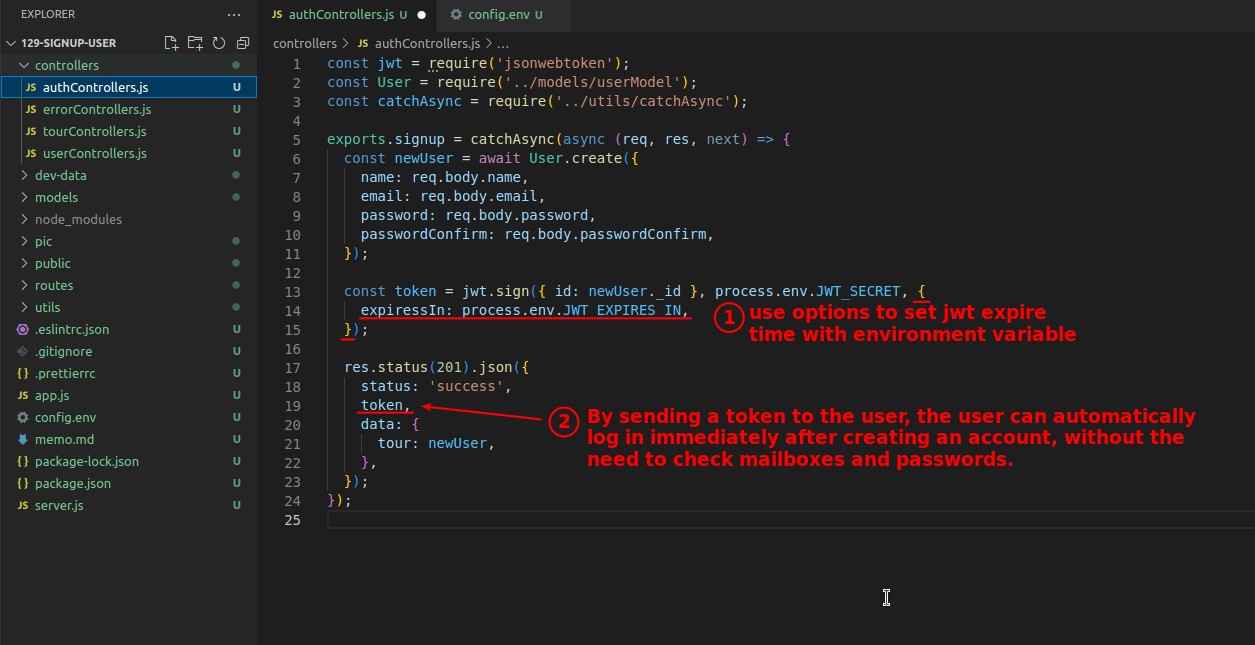 EXPLORER
129-SIGNUP-USER
controllers
JS authControllers.js U
JS errorControllers.js U
JS tourControllers.js U
JS userControllers.js U
dev-data
models
node_modules
pic
public
routes
utils
.eslintrc.json U
.gitignore U
{} .prettierrc U
JS app.js U
config.env U
memo.md U
{} package-lock.json U
{} package.json U
JS server.js U
JS authControllers.js U
config.env U
controllers > JS authControllers.js > ...
1 const jwt = require('jsonwebtoken');
2 const User = require('../models/userModel');
3 const catchAsync = require('../utils/catchAsync');
4
5 exports.signup = catchAsync(async (req, res, next) => {
6 const newUser = await User.create({
7 name: req.body.name,
8 email: req.body.email,
9 password: req.body.password,
10 passwordConfirm: req.body.passwordConfirm,
11 });
12
13 const token = jwt.sign({ id: newUser._id }, process.env.JWT_SECRET, {
14 expiressIn: process.env.JWT_EXPIRES_IN,
15 });
16
17 res.status(201).json({
18 status: 'success',
19 token,
20 data: {
21 tour: newUser,
22 },
23 });
24 });
25
1 use options to set jwt expire
time with environment variable
2 By sending a token to the user, the user can automatically
log in immediately after creating an account, without the
need to check mailboxes and passwords.